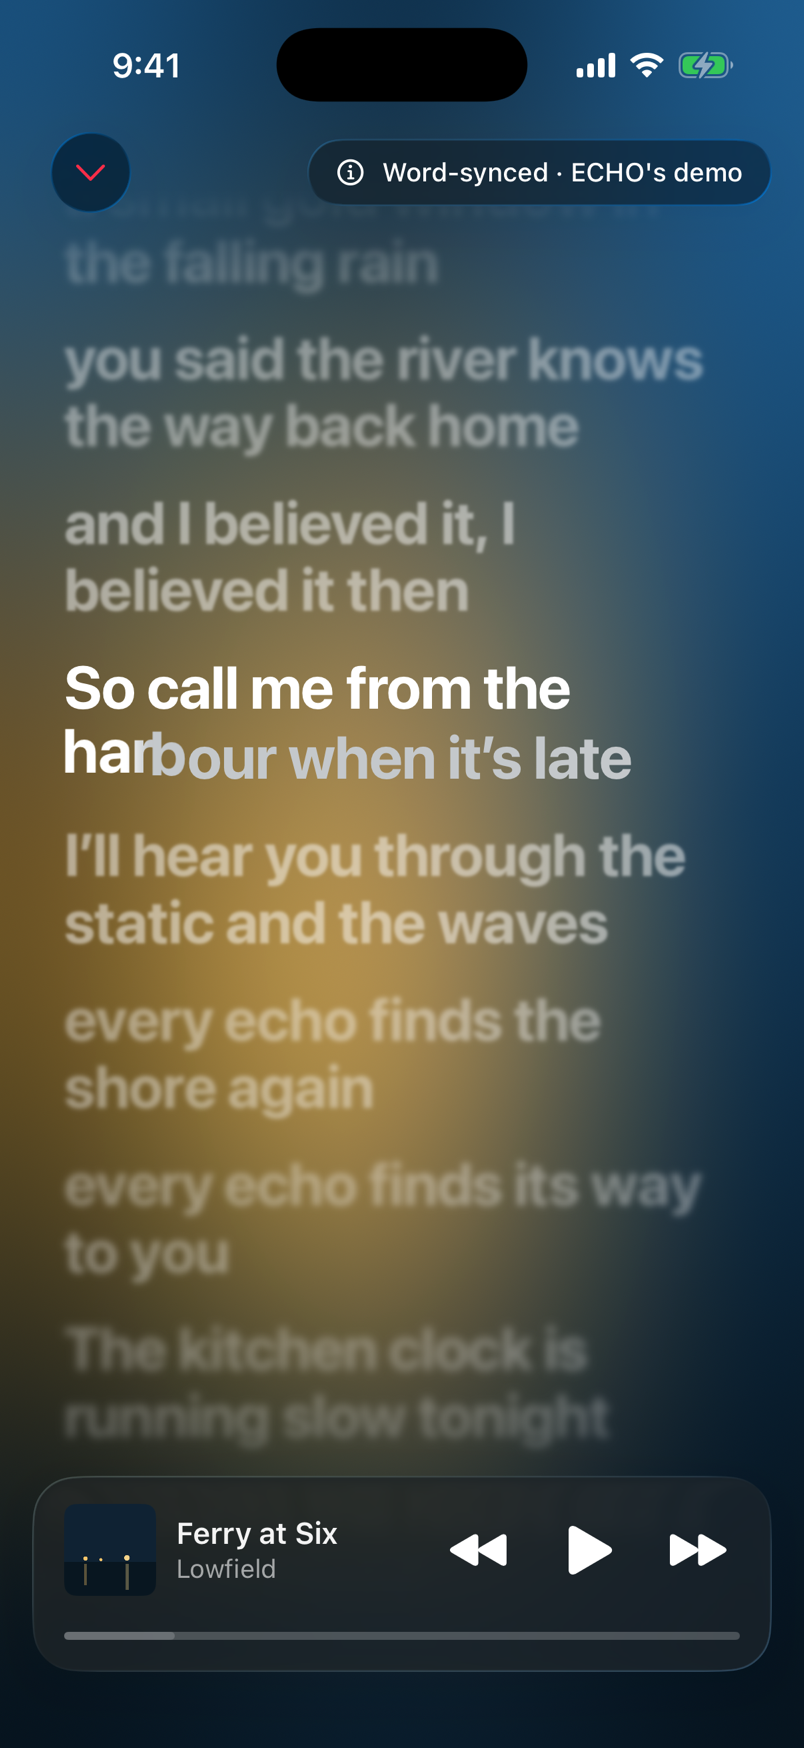 9:41
Word-synced · ECHO's demo
the falling rain
you said the river knows
the way back home
and I believed it, I
believed it then
So call me from the
harbour when it’s late
I’ll hear you through the
static and the waves
every echo finds the
shore again
every echo finds its way
to you
The kitchen clock is
running slow tonight
Ferry at Six
Lowfield